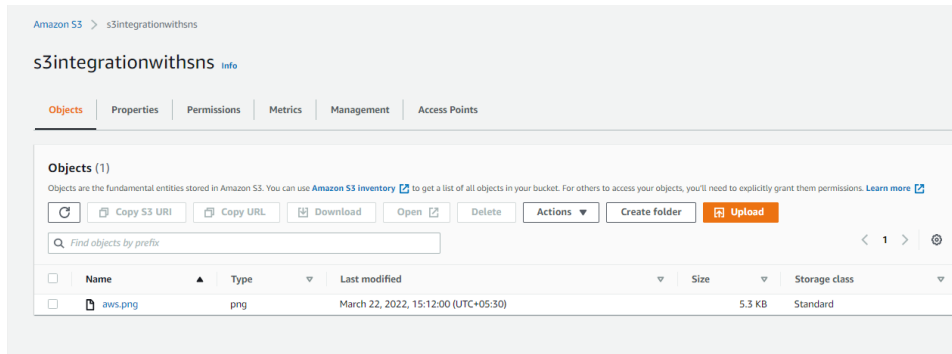 Amazon S3 > s3integrationwithsns
s3integrationwithsns Info
Objects Properties Permissions Metrics Management Access Points
Objects (1)
Objects are the fundamental entities stored in Amazon S3. You can use Amazon S3 inventory to get a list of all objects in your bucket. For others to access your objects, you'll need to explicitly grant them permissions. Learn more
Copy S3 URI Copy URL Download Open Delete Actions Create folder Upload
Find objects by prefix < 1 >
Name Type Last modified Size Storage class
aws.png png March 22, 2022, 15:12:00 (UTC+05:30) 5.3 KB Standard